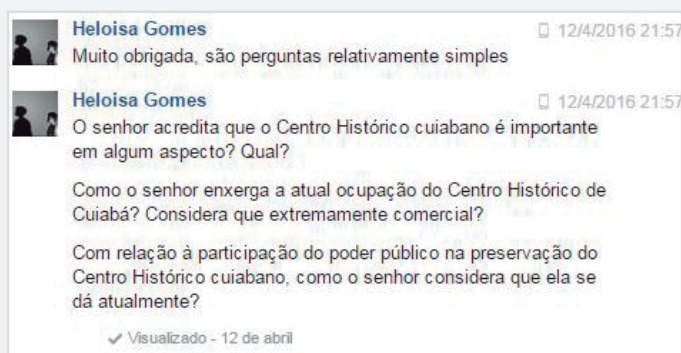 Heloisa Gomes 12/4/2016 21:57
Muito obrigada, são perguntas relativamente simples
Heloisa Gomes 12/4/2016 21:57
O senhor acredita que o Centro Histórico cuiabano é importante
em algum aspecto? Qual?
Como o senhor enxerga a atual ocupação do Centro Histórico de
Cuiabá? Considera que extremamente comercial?
Com relação à participação do poder público na preservação do
Centro Histórico cuiabano, como o senhor considera que ela se
dá atualmente?
✓ Visualizado - 12 de abril